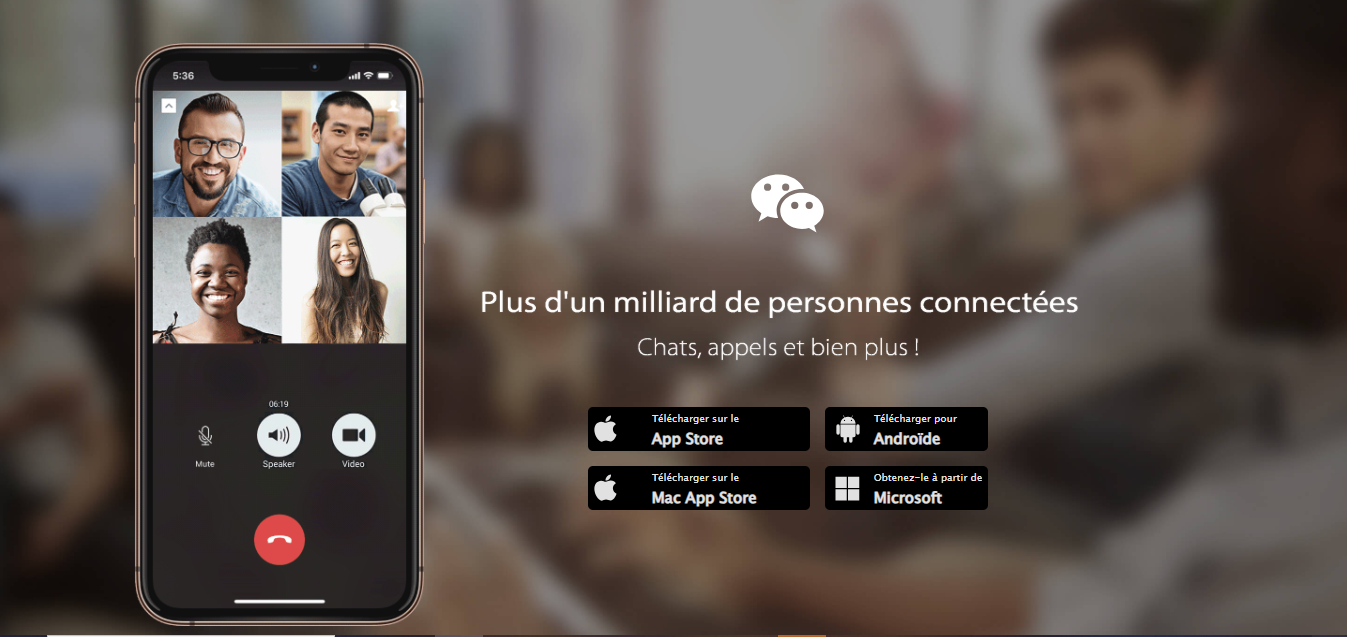 5:36
06:19
Mute
Speaker
Video
Plus d'un milliard de personnes connectées
Chats, appels et bien plus !
Télécharger sur le
App Store
Télécharger pour
Androïde
Télécharger sur le
Mac App Store
Obtenez-le à partir de
Microsoft